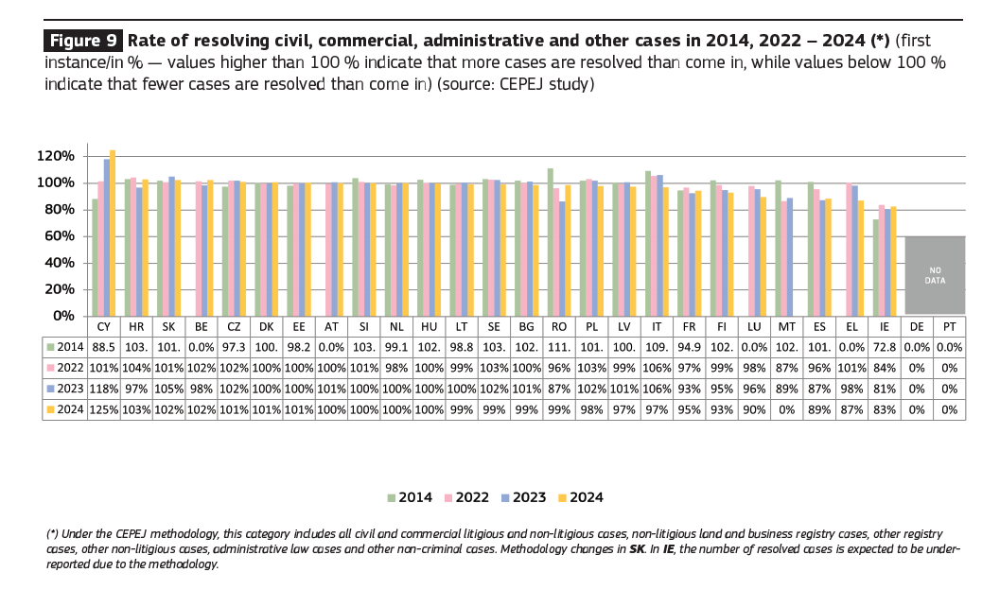 Figure 9 Rate of resolving civil, commercial, administrative and other cases in 2014, 2022 – 2024 (*) (first
instance/in % — values higher than 100 % indicate that more cases are resolved than come in, while values below 100 %
indicate that fewer cases are resolved than come in) (source: CEPEJ study)
120%
100%
80%
60%
40%
20%
0%
NO
DATA
CY HR SK BE CZ DK EE AT SI NL HU LT SE BG RO PL LV IT FR FI LU MT ES EL IE DE PT
2014 88.5 103. 101. 0.0% 97.3 100. 98.2 0.0% 103. 99.1 102. 98.8 103. 102. 111. 101. 100. 109. 94.9 102. 0.0% 102. 101. 0.0% 72.8 0.0% 0.0%
2022 101% 104% 101% 102% 102% 100% 100% 100% 101% 98% 100% 99% 103% 100% 96% 103% 99% 106% 97% 99% 98% 87% 96% 101% 84% 0% 0%
2023 118% 97% 105% 98% 102% 100% 100% 101% 100% 100% 100% 100% 102% 101% 87% 102% 101% 106% 93% 95% 96% 89% 87% 98% 81% 0% 0%
2024 125% 103% 102% 102% 101% 101% 101% 100% 100% 100% 100% 99% 99% 99% 99% 98% 97% 97% 95% 93% 90% 0% 89% 87% 83% 0% 0%
2014 2022 2023 2024
(*) Under the CEPEJ methodology, this category includes all civil and commercial litigious and non-litigious cases, non-litigious land and business registry cases, other registry
cases, other non-litigious cases, administrative law cases and other non-criminal cases. Methodology changes in SK. In IE, the number of resolved cases is expected to be under-
reported due to the methodology.